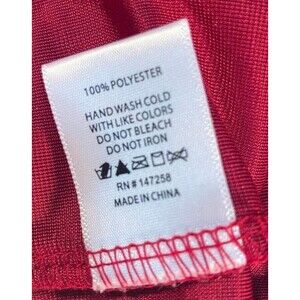 100% POLYESTER
HAND WASH COLD
WITH LIKE COLORS
DO NOT BLEACH
DO NOT IRON
RN#147258
MADE IN CHINA